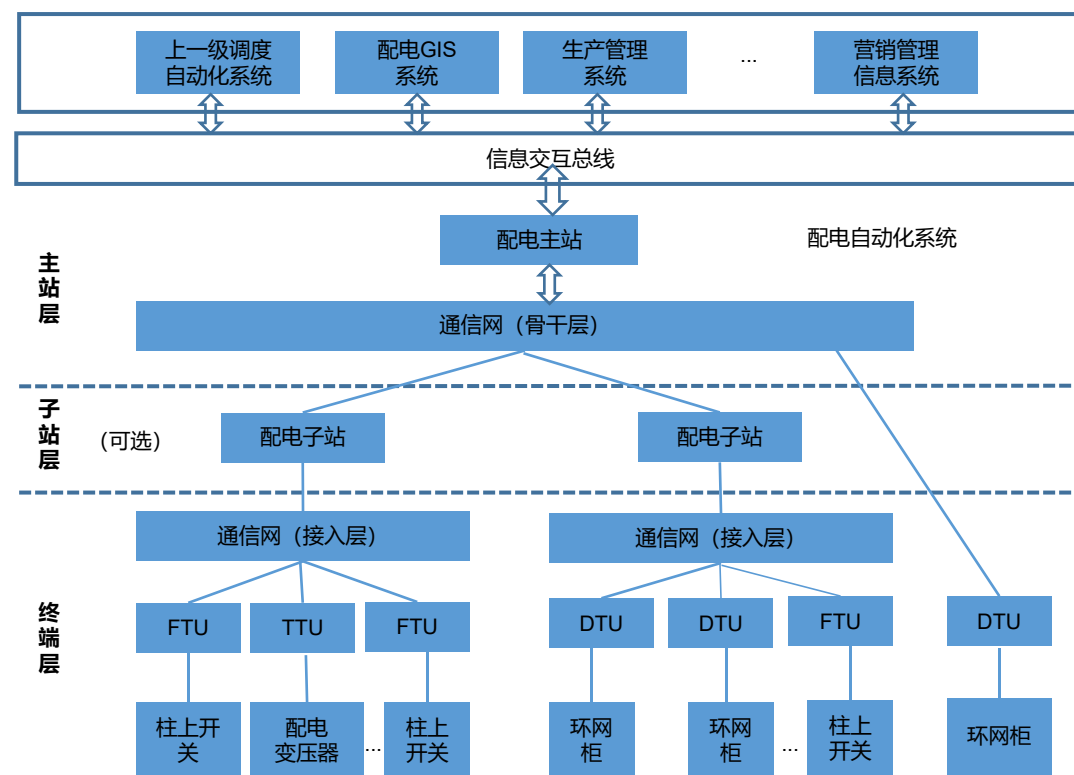 上一级调度
自动化系统
配电GIS
系统
生产管理
系统
...
营销管理
信息系统
信息交互总线
配电主站
配电自动化系统
主站层
通信网（骨干层）
子站层
（可选）
配电子站
配电子站
通信网（接入层）
通信网（接入层）
终端层
FTU
TTU
FTU
DTU
DTU
FTU
DTU
柱上开
关
配电
变压器
...
柱上
开关
环网
柜
环网
柜
...
柱上
开关
环网柜